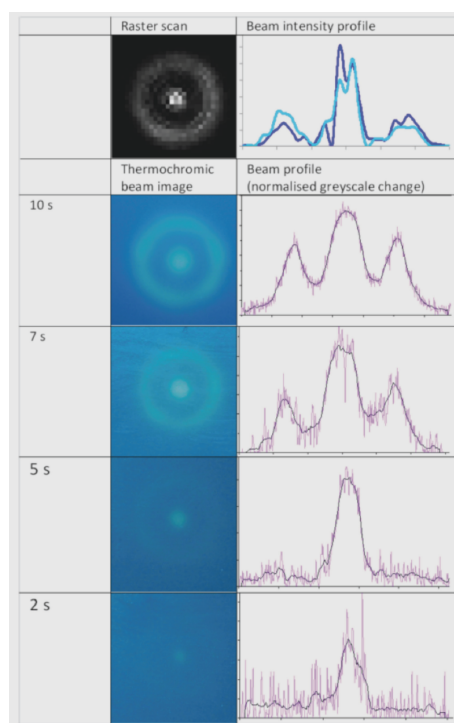 Raster scan
Beam intensity profile
Thermochromic
beam image
Beam profile
(normalised greyscale change)
10 s
7 s
5 s
2 s